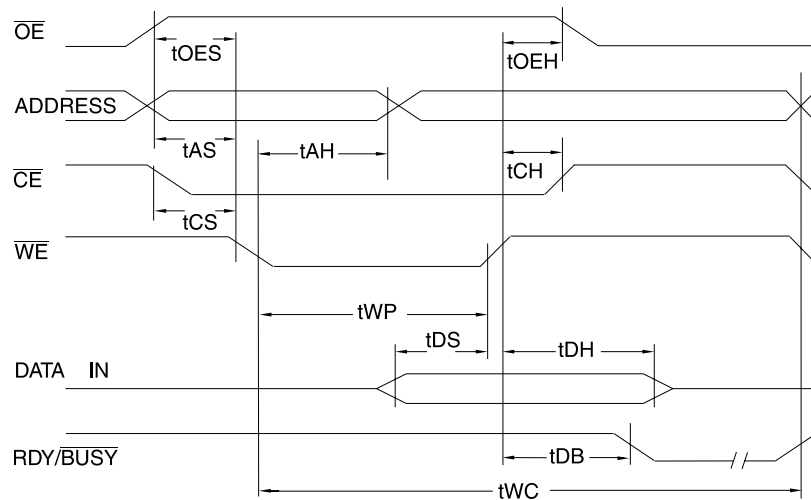 OE
tOES
tOEH
ADDRESS
tAS
tAH
tCH
CE
tCS
WE
tWP
tDS
tDH
DATA IN
RDY/BUSY
tDB
tWC